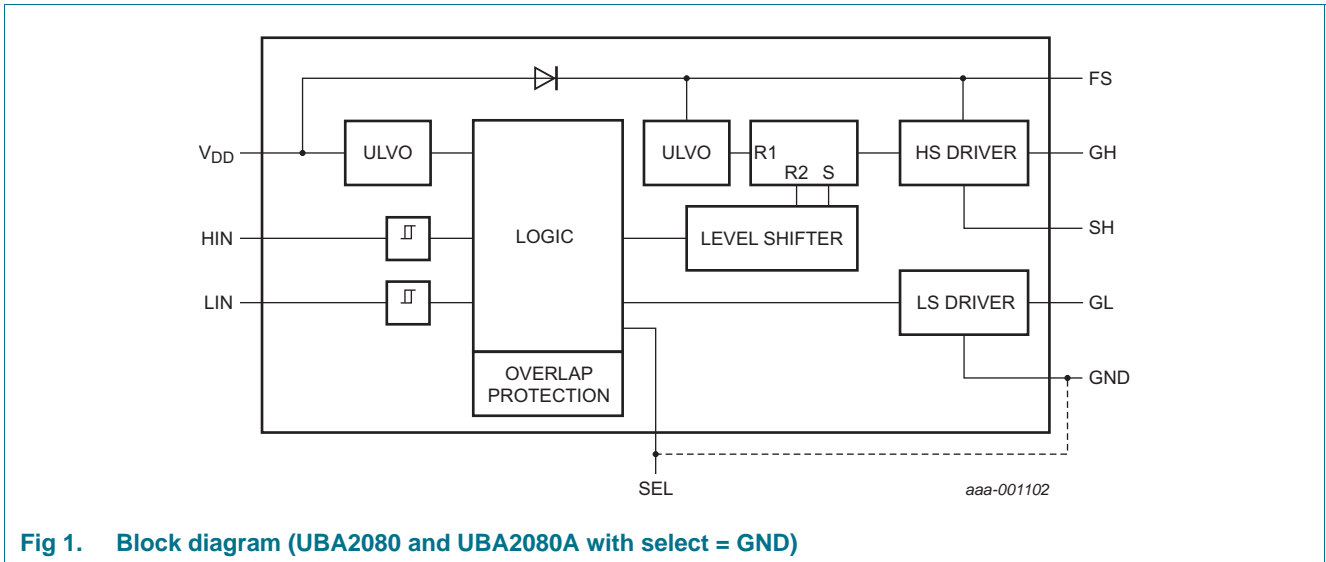 FS
V_DD
ULVO
ULVO
R1
R2 S
HS DRIVER
GH
HIN
LOGIC
LEVEL SHIFTER
SH
LIN
LS DRIVER
GL
OVERLAP
PROTECTION
GND
SEL
aaa-001102
Fig 1. Block diagram (UBA2080 and UBA2080A with select = GND)